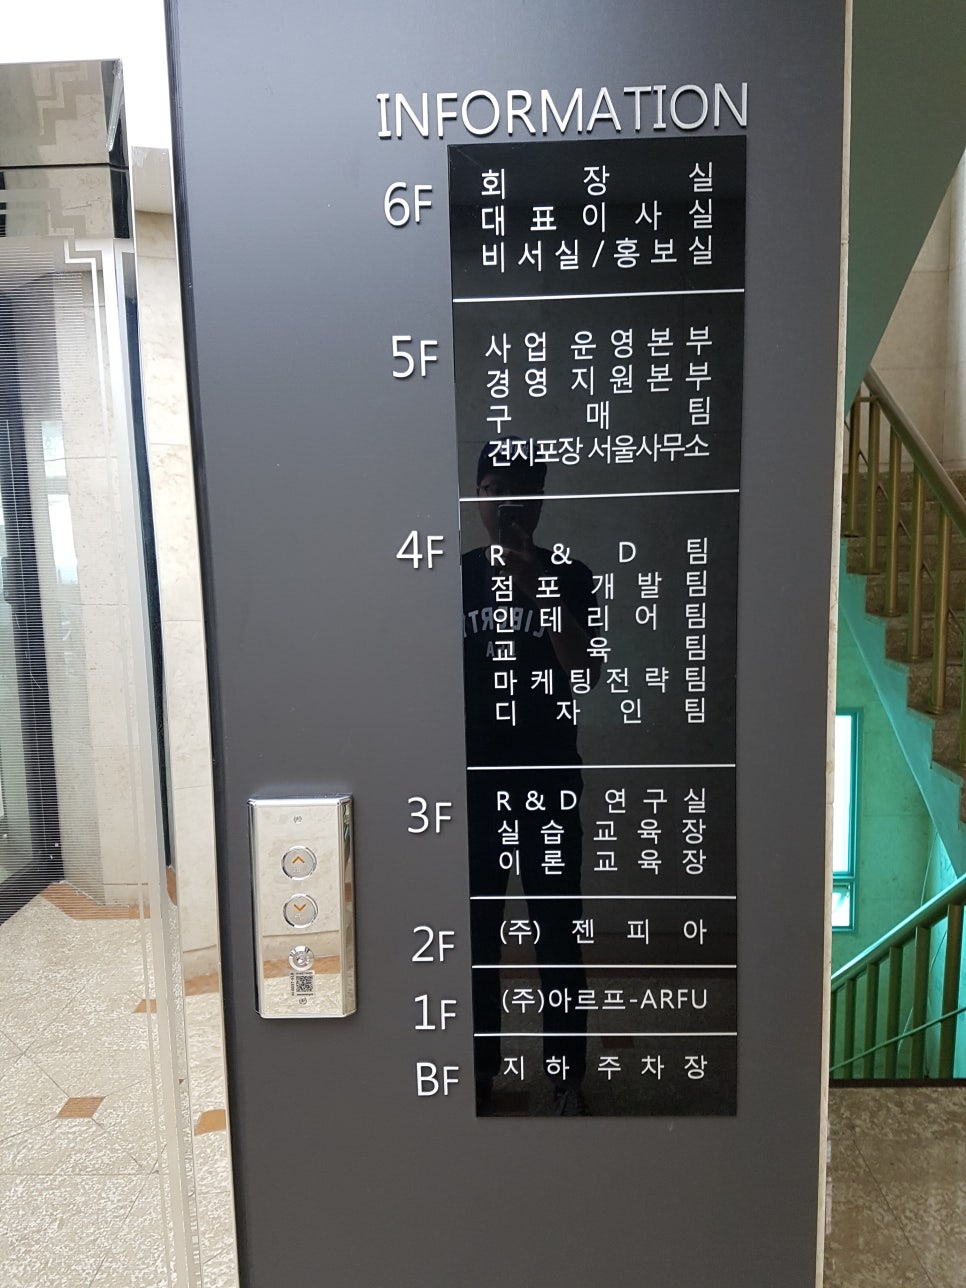 INFORMATION
6F
회 장 실
대 표 이 사 실
비 서 실 / 홍 보 실
5F
사 업 운 영 본 부
경 영 지 원 본 부
구 매 팀
견지포장 서울사무소
4F
R & D 팀
점 포 개 발 팀
인 테 리 어 팀
교 육 팀
마 케 팅 전 략 팀
디 자 인 팀
3F
R & D 연 구 실
실 습 교 육 장
이 론 교 육 장
2F
(주) 젠 피 아
1F
(주)아르프-ARFU
BF
지 하 주 차 장